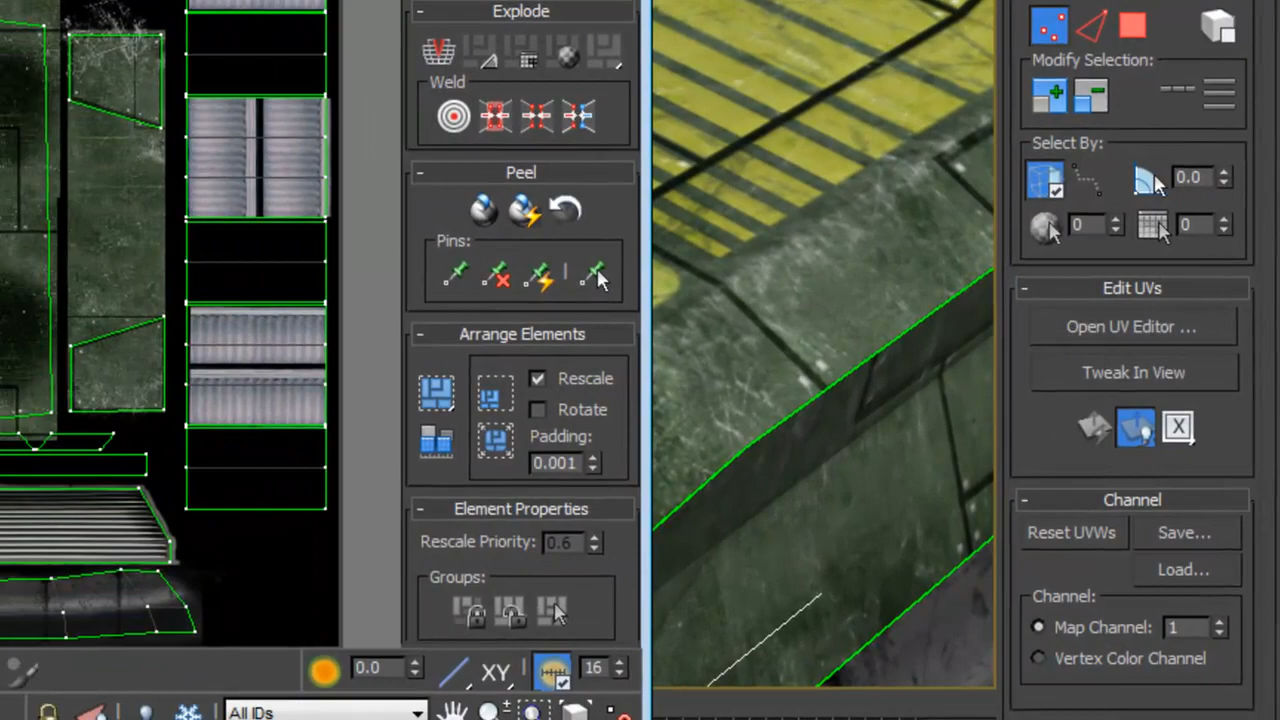 - Explode
Weld
- Peel
Pins:
- Arrange Elements
Rescale
Rotate
Padding:
0.001
- Element Properties
Rescale Priority: 0.6
Groups:
0.0
XY
16
All IDs
Modify Selection:
Select By:
0.0
0
0
- Edit UVs
Open UV Editor ...
Tweak In View
X
- Channel
Reset UVWs
Save...
Load...
Channel:
Map Channel: 1
Vertex Color Channel